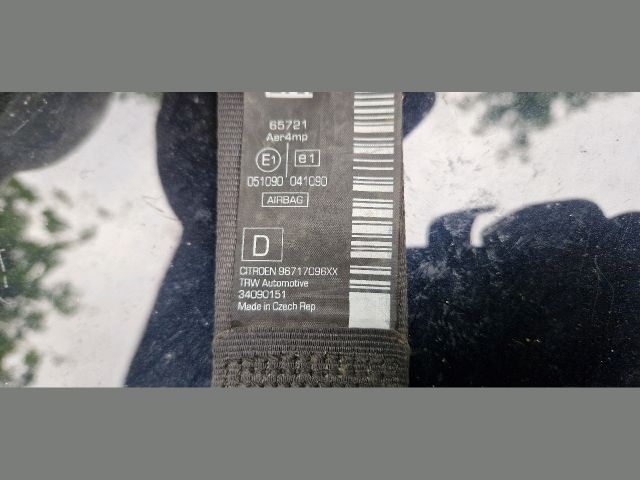 65721
Aer4mp
E1 e1
051090 041090
AIRBAG
D
CITROEN 96717096XX
TRW Automotive
34090151
Made in Czech Rep